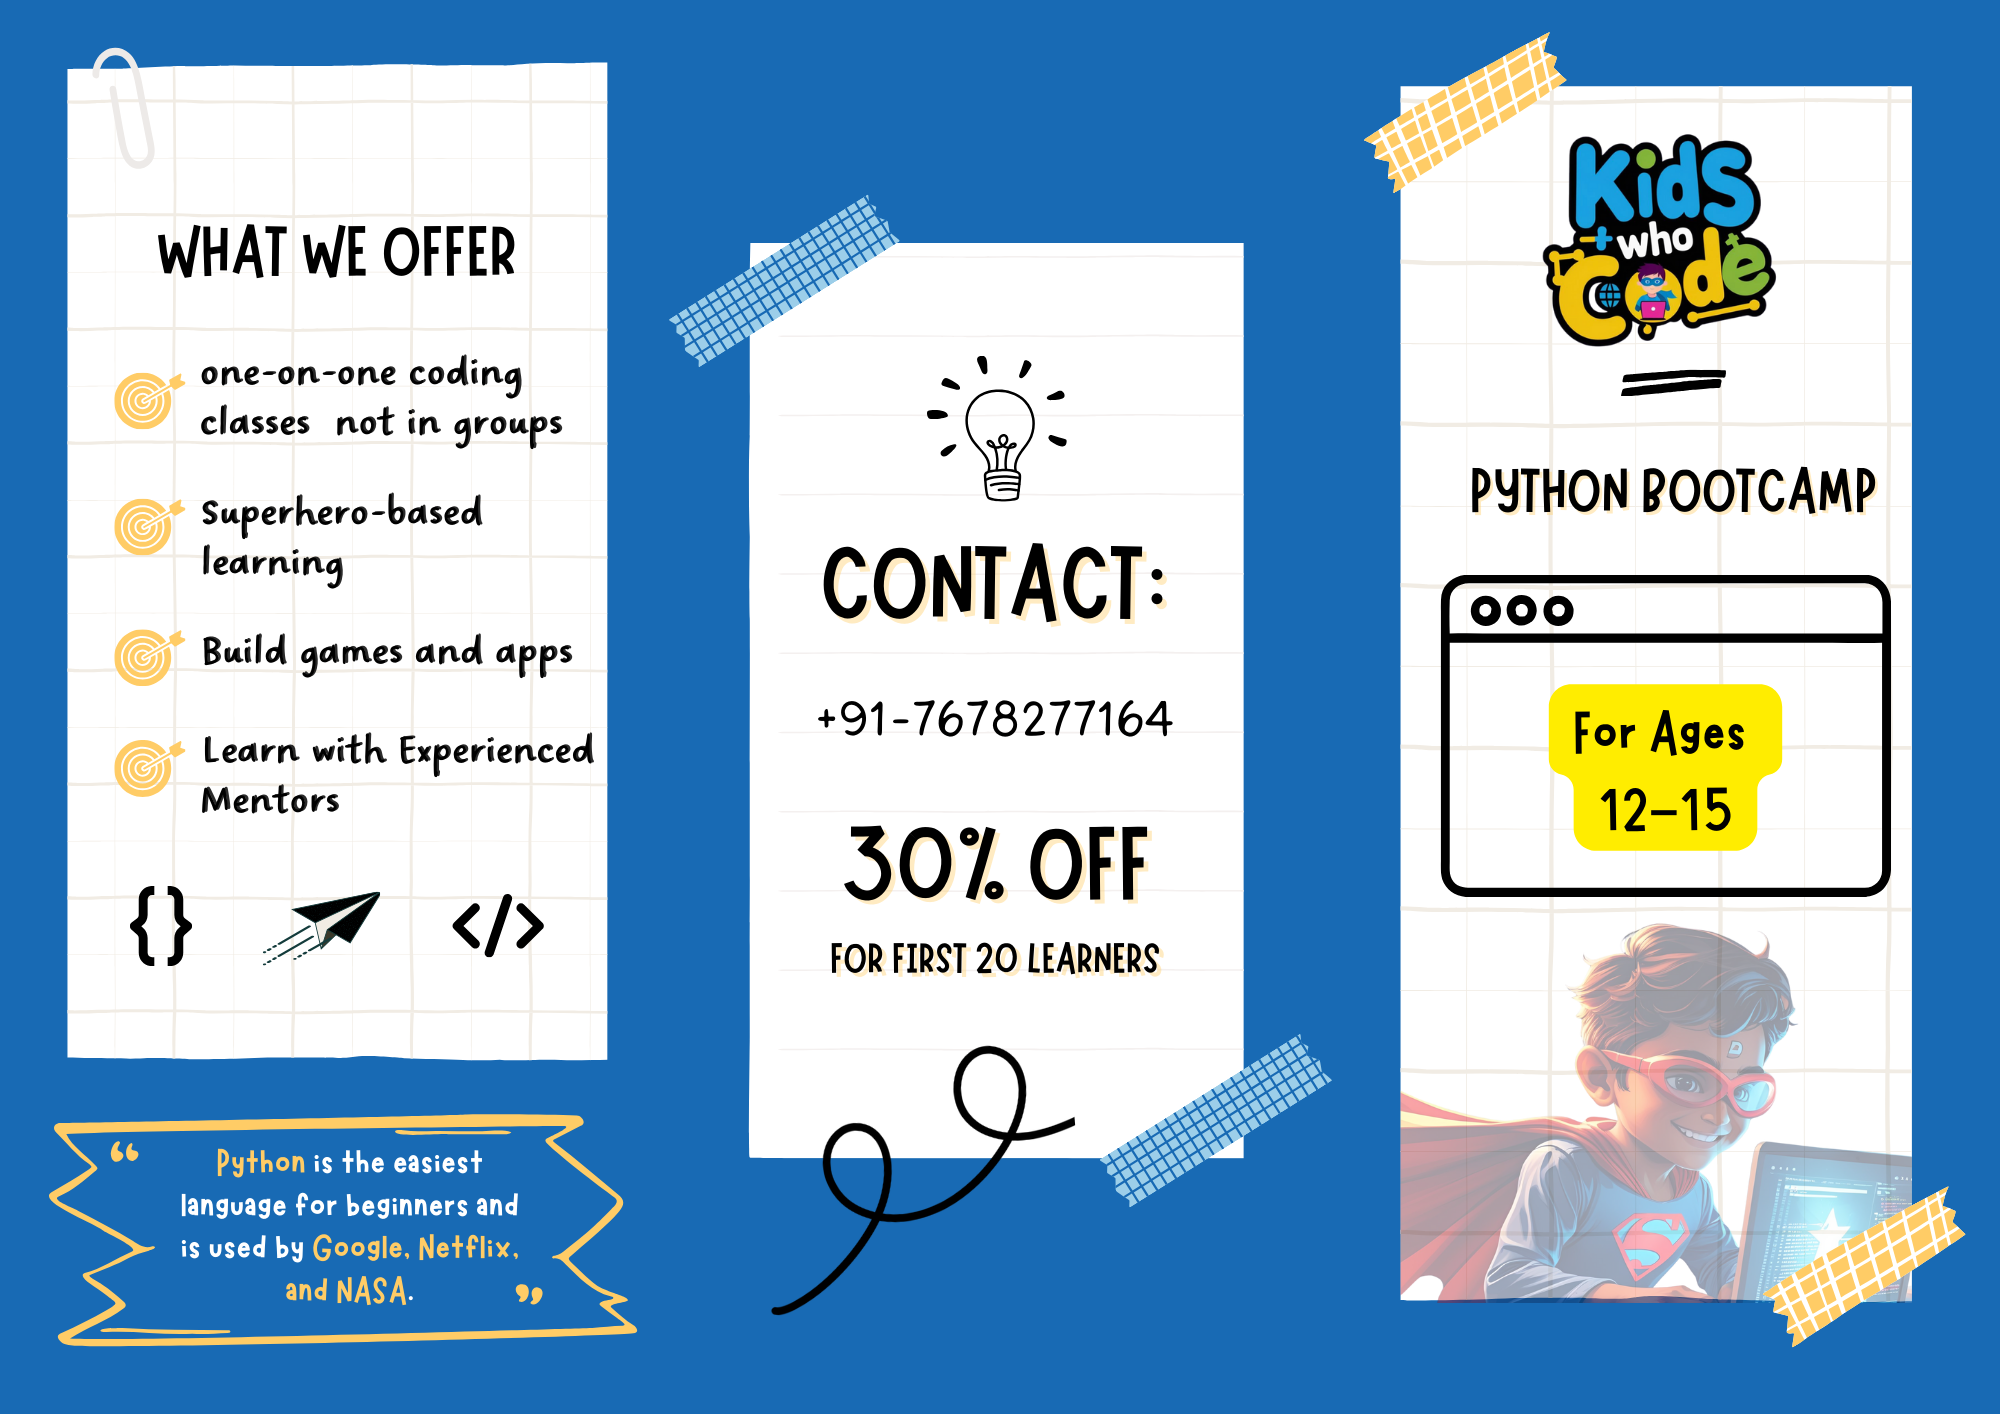 WHAT WE OFFER
one-on-one coding
classes  not in groups
Superhero-based
learning
Build games and apps
Learn with Experienced
Mentors
{} </>
“ Python is the easiest
language for beginners and
is used by Google, Netflix,
and NASA. ”
CONTACT:
+91-7678277164
30% OFF
FOR FIRST 20 LEARNERS
Kids
who
Code
PYTHON BOOTCAMP
For Ages
12–15
S